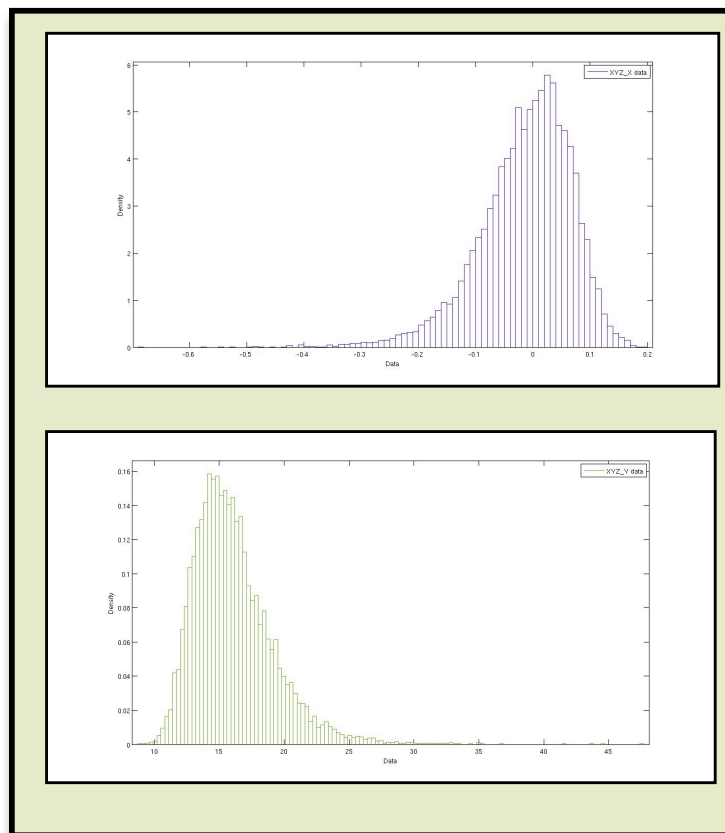 XYZ_X data
6
5
4
3
2
1
0
Density
-0.6 -0.5 -0.4 -0.3 -0.2 -0.1 0 0.1 0.2
Data
XYZ_Y data
0.16
0.14
0.12
0.1
0.08
0.06
0.04
0.02
0
Density
10 15 20 25 30 35 40 45
Data